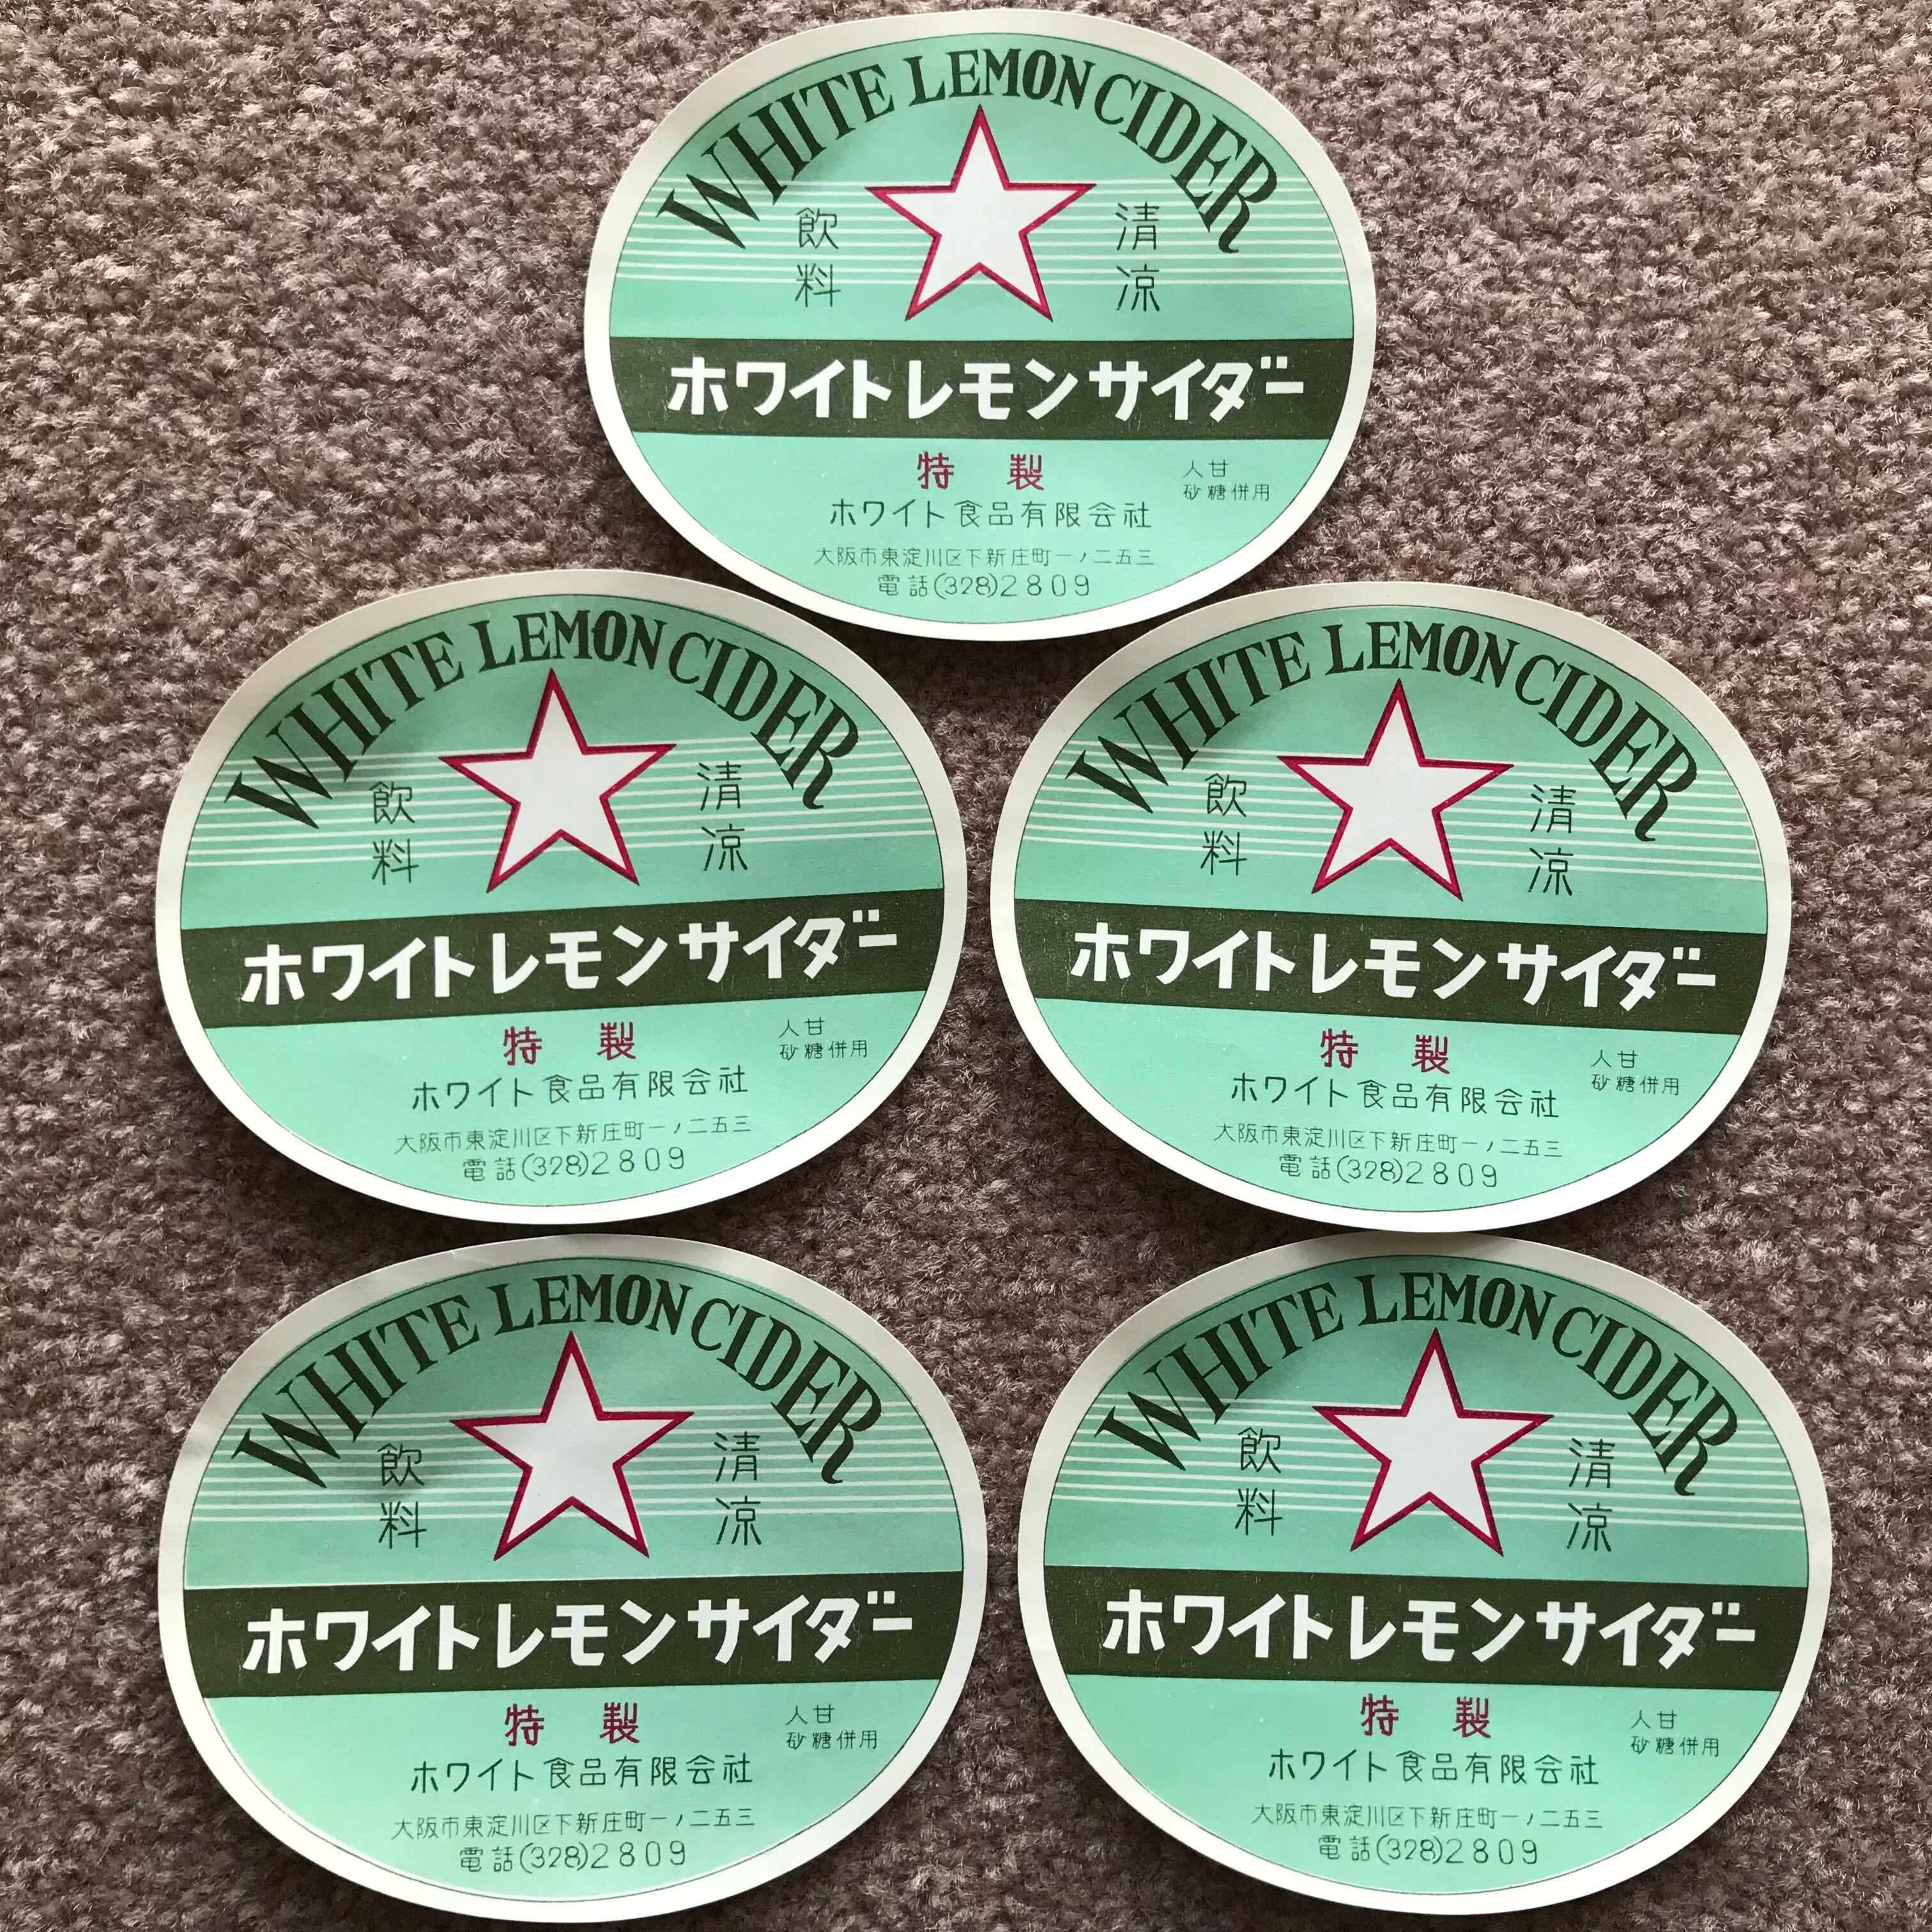 WHITE LEMON CIDER
清涼
飲料
ホワイトレモンサイダー
特製
人甘
砂糖併用
ホワイト食品有限会社
大阪市東淀川区下新庄町一ノ二五三
電話(328)2809
WHITE LEMON CIDER
清涼
飲料
ホワイトレモンサイダー
特製
人甘
砂糖併用
ホワイト食品有限会社
大阪市東淀川区下新庄町一ノ二五三
電話(328)2809
WHITE LEMON CIDER
清涼
飲料
ホワイトレモンサイダー
特製
人甘
砂糖併用
ホワイト食品有限会社
大阪市東淀川区下新庄町一ノ二五三
電話(328)2809
WHITE LEMON CIDER
清涼
飲料
ホワイトレモンサイダー
特製
人甘
砂糖併用
ホワイト食品有限会社
大阪市東淀川区下新庄町一ノ二五三
電話(328)2809
WHITE LEMON CIDER
清涼
飲料
ホワイトレモンサイダー
特製
人甘
砂糖併用
ホワイト食品有限会社
大阪市東淀川区下新庄町一ノ二五三
電話(328)2809